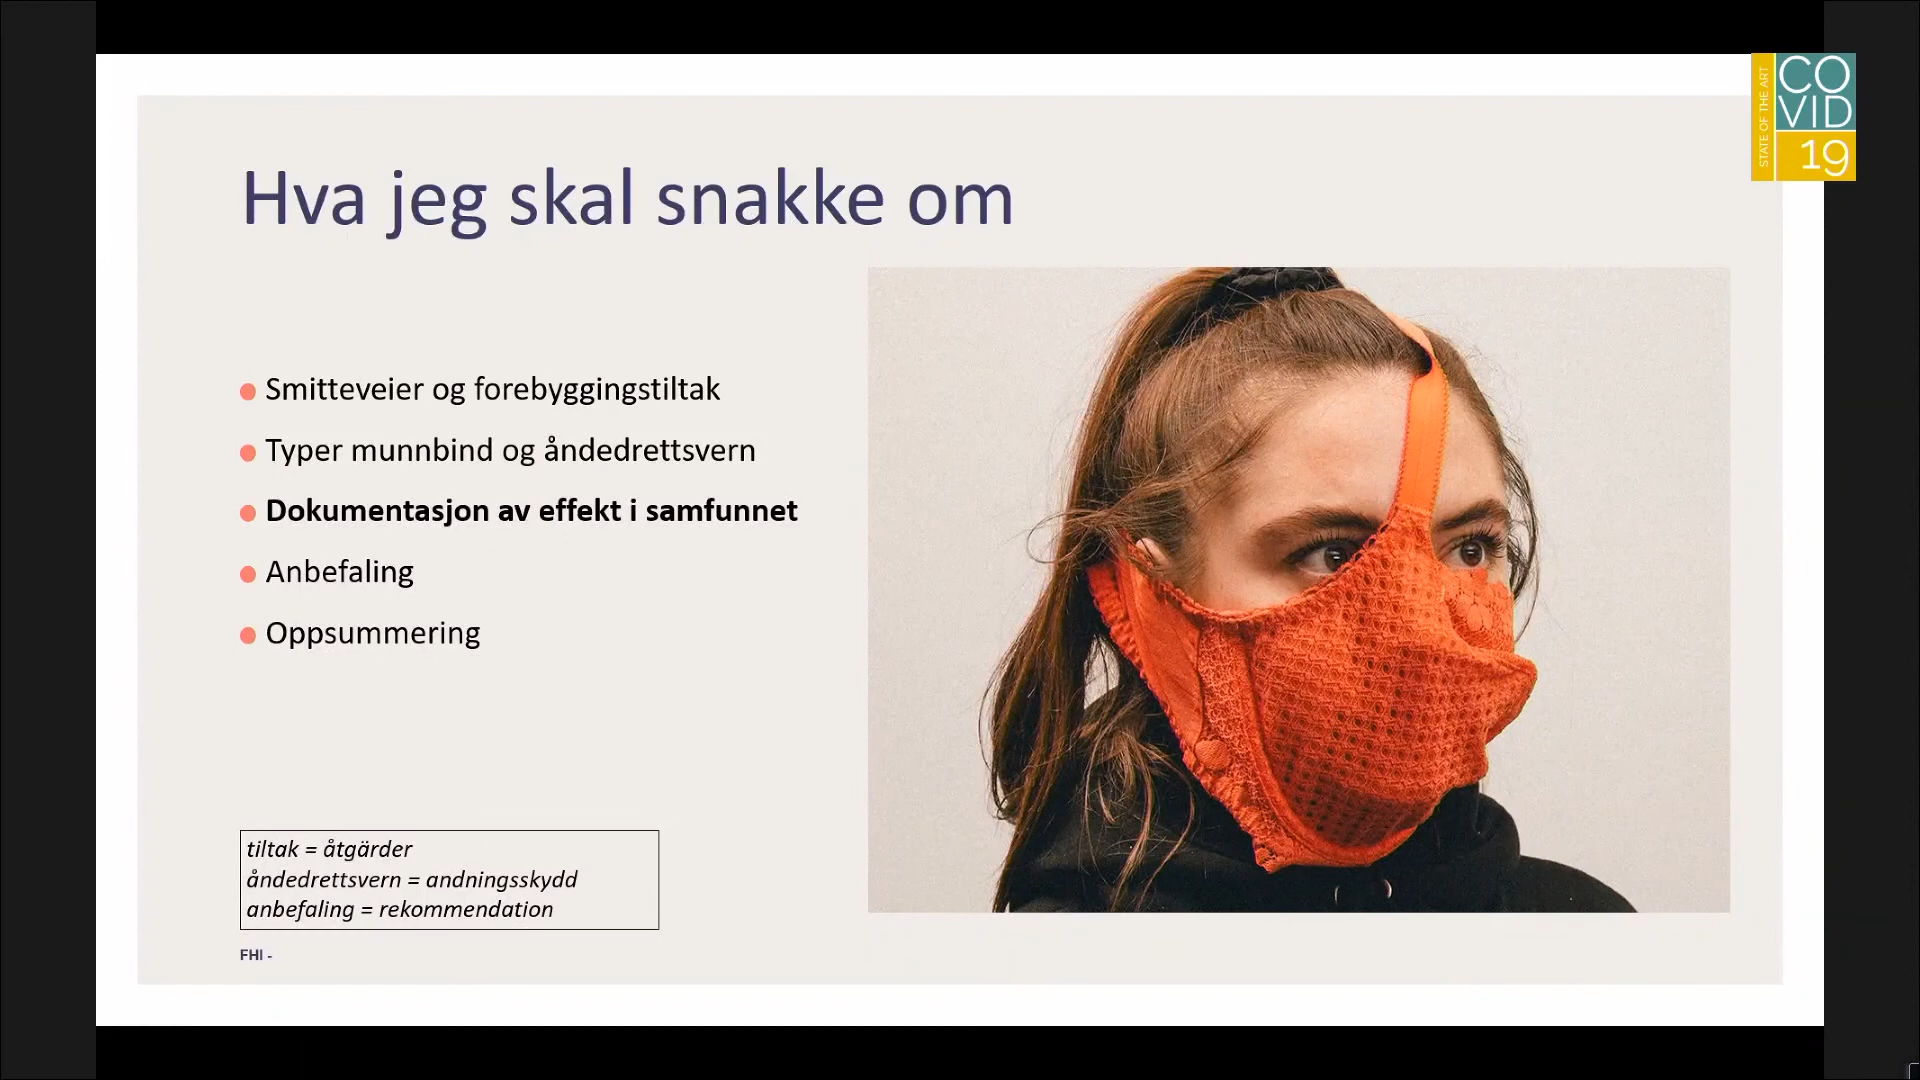 Hva jeg skal snakke om
Smitteveier og forebyggingstiltak
Typer munnbind og åndedrettsvern
Dokumentasjon av effekt i samfunnet
Anbefaling
Oppsummering
tiltak = åtgärder
åndedrettsvern = andningsskydd
anbefaling = rekommendation
FHI -
STATE OF THE ART
CO
VID
19